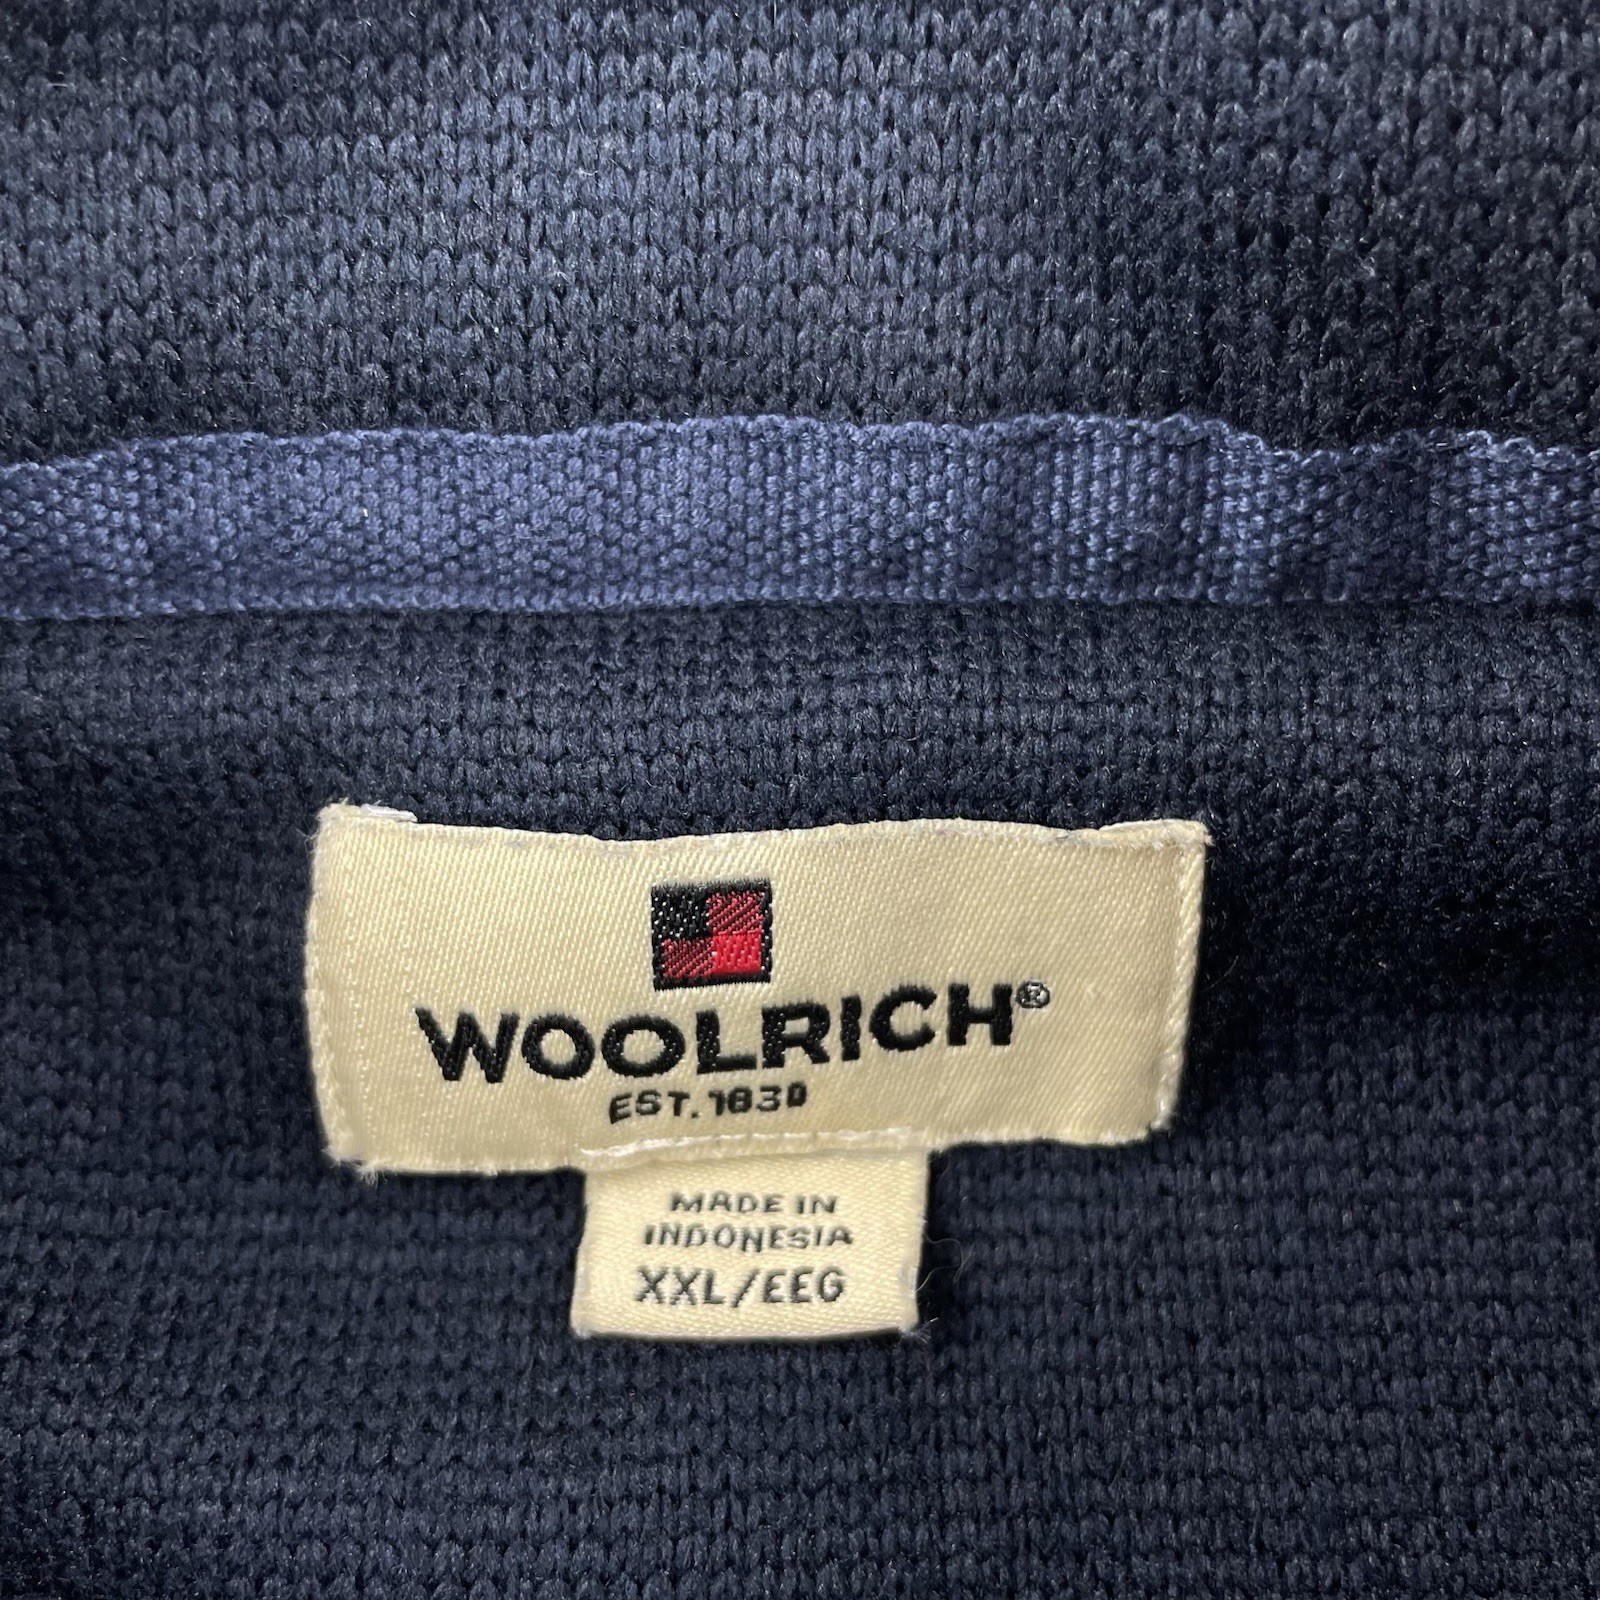 WOOLRICH®
EST. 1830
MADE IN
INDONESIA
XXL/EEG